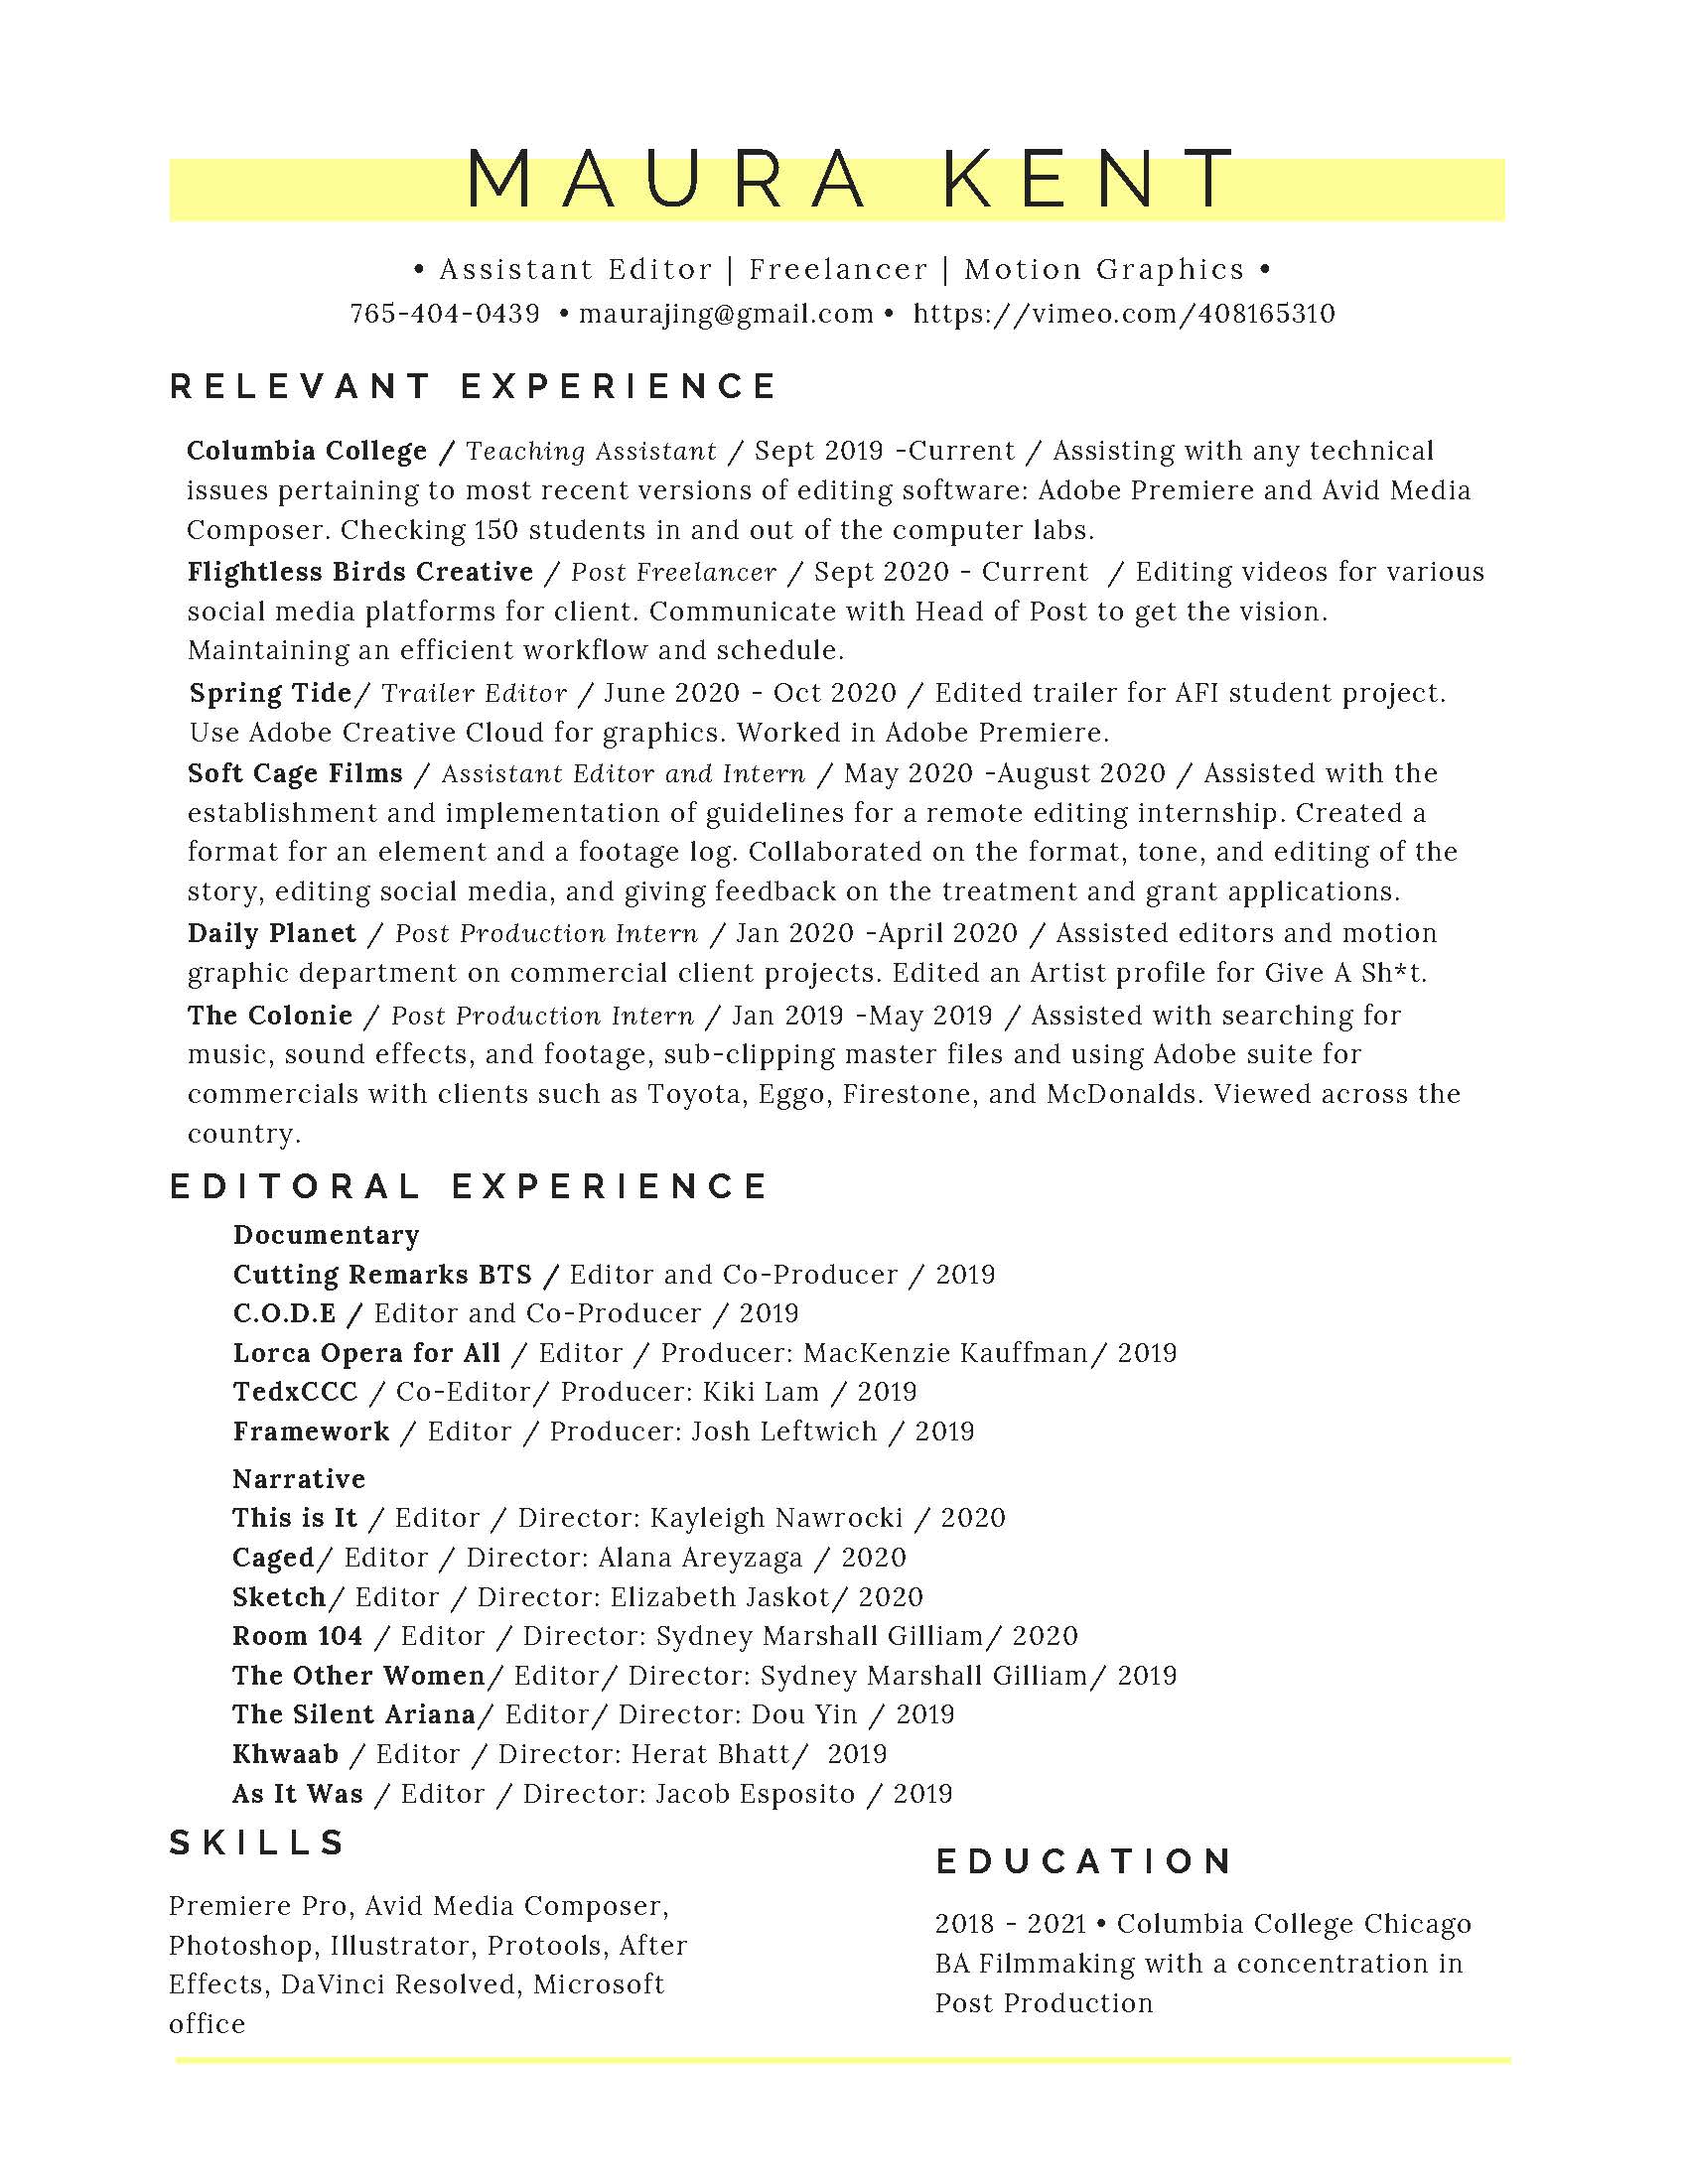 MAURA KENT
• Assistant Editor | Freelancer | Motion Graphics •
765-404-0439 • maurajing@gmail.com • https://vimeo.com/408165310
RELEVANT EXPERIENCE
Columbia College / Teaching Assistant / Sept 2019 -Current / Assisting with any technical
issues pertaining to most recent versions of editing software: Adobe Premiere and Avid Media
Composer. Checking 150 students in and out of the computer labs.
Flightless Birds Creative / Post Freelancer / Sept 2020 - Current / Editing videos for various
social media platforms for client. Communicate with Head of Post to get the vision.
Maintaining an efficient workflow and schedule.
Spring Tide/ Trailer Editor / June 2020 - Oct 2020 / Edited trailer for AFI student project.
Use Adobe Creative Cloud for graphics. Worked in Adobe Premiere.
Soft Cage Films / Assistant Editor and Intern / May 2020 -August 2020 / Assisted with the
establishment and implementation of guidelines for a remote editing internship. Created a
format for an element and a footage log. Collaborated on the format, tone, and editing of the
story, editing social media, and giving feedback on the treatment and grant applications.
Daily Planet / Post Production Intern / Jan 2020 -April 2020 / Assisted editors and motion
graphic department on commercial client projects. Edited an Artist profile for Give A Sh*t.
The Colonie / Post Production Intern / Jan 2019 -May 2019 / Assisted with searching for
music, sound effects, and footage, sub-clipping master files and using Adobe suite for
commercials with clients such as Toyota, Eggo, Firestone, and McDonalds. Viewed across the
country.
EDITORAL EXPERIENCE
Documentary
Cutting Remarks BTS / Editor and Co-Producer / 2019
C.O.D.E / Editor and Co-Producer / 2019
Lorca Opera for All / Editor / Producer: MacKenzie Kauffman/ 2019
TedxCCC / Co-Editor/ Producer: Kiki Lam / 2019
Framework / Editor / Producer: Josh Leftwich / 2019
Narrative
This is It / Editor / Director: Kayleigh Nawrocki / 2020
Caged/ Editor / Director: Alana Areyzaga / 2020
Sketch/ Editor / Director: Elizabeth Jaskot/ 2020
Room 104 / Editor / Director: Sydney Marshall Gilliam/ 2020
The Other Women/ Editor/ Director: Sydney Marshall Gilliam/ 2019
The Silent Ariana/ Editor/ Director: Dou Yin / 2019
Khwaab / Editor / Director: Herat Bhatt/ 2019
As It Was / Editor / Director: Jacob Esposito / 2019
SKILLS
Premiere Pro, Avid Media Composer,
Photoshop, Illustrator, Protools, After
Effects, DaVinci Resolved, Microsoft
office
EDUCATION
2018 - 2021 • Columbia College Chicago
BA Filmmaking with a concentration in
Post Production